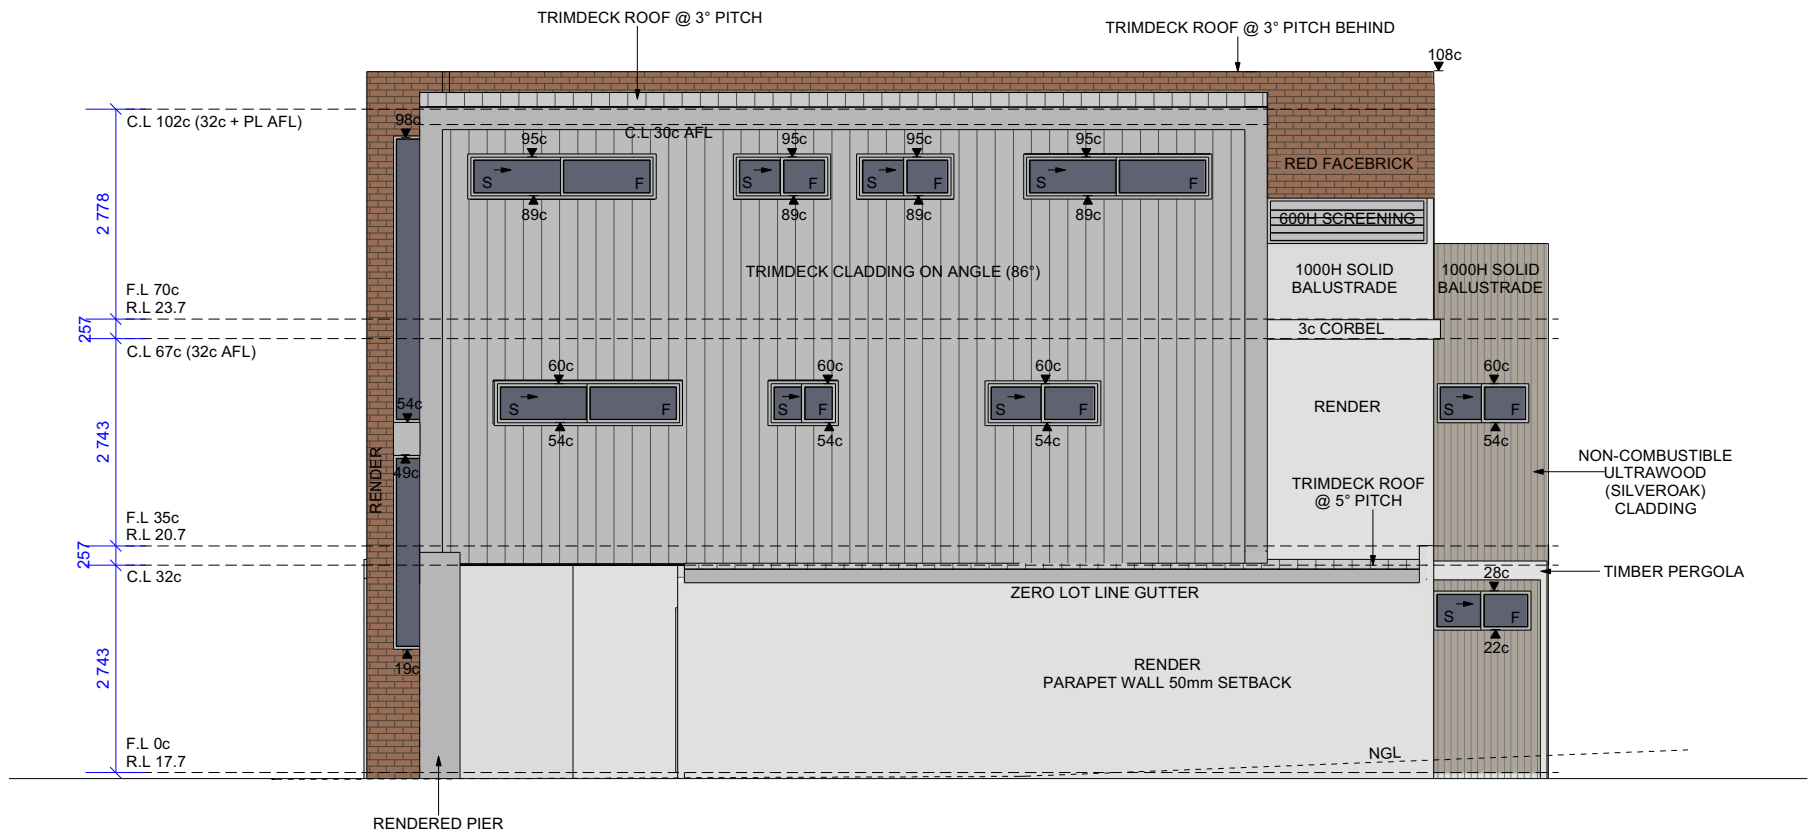 TRIMDECK ROOF @ 3° PITCH
TRIMDECK ROOF @ 3° PITCH BEHIND
108c
C.L 102c (32c + PL AFL)
98c
C.L 30c AFL
95c
95c
95c
95c
RED FACEBRICK
S
F
S
F
S
F
S
F
89c
89c
89c
89c
2 778
600H SCREENING
TRIMDECK CLADDING ON ANGLE (86°)
1000H SOLID
BALUSTRADE
1000H SOLID
BALUSTRADE
F.L 70c
R.L 23.7
257
3c CORBEL
C.L 67c (32c AFL)
60c
60c
60c
60c
54c
S
F
S
F
S
F
RENDER
S
F
54c
54c
54c
54c
2 743
49c
RENDER
NON-COMBUSTIBLE
ULTRAWOOD
(SILVEROAK)
CLADDING
TRIMDECK ROOF
@ 5° PITCH
F.L 35c
R.L 20.7
257
C.L 32c
28c
TIMBER PERGOLA
ZERO LOT LINE GUTTER
S
F
22c
2 743
19c
RENDER
PARAPET WALL 50mm SETBACK
F.L 0c
R.L 17.7
NGL
RENDERED PIER